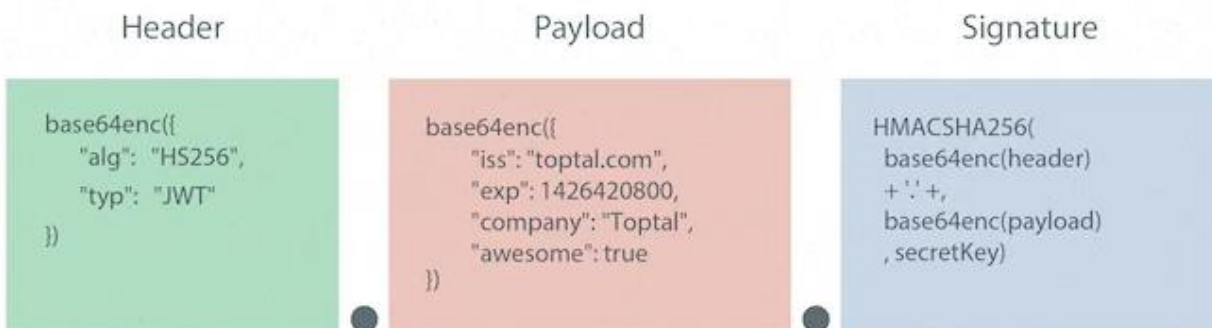 Header
Payload
Signature
base64enc({
"alg": "HS256",
"typ": "JWT"
})
base64enc({
"iss": "toptal.com",
"exp": 1426420800,
"company": "Toptal",
"awesome": true
})
HMACSHA256(
base64enc(header)
+ '.' +,
base64enc(payload)
, secretKey)